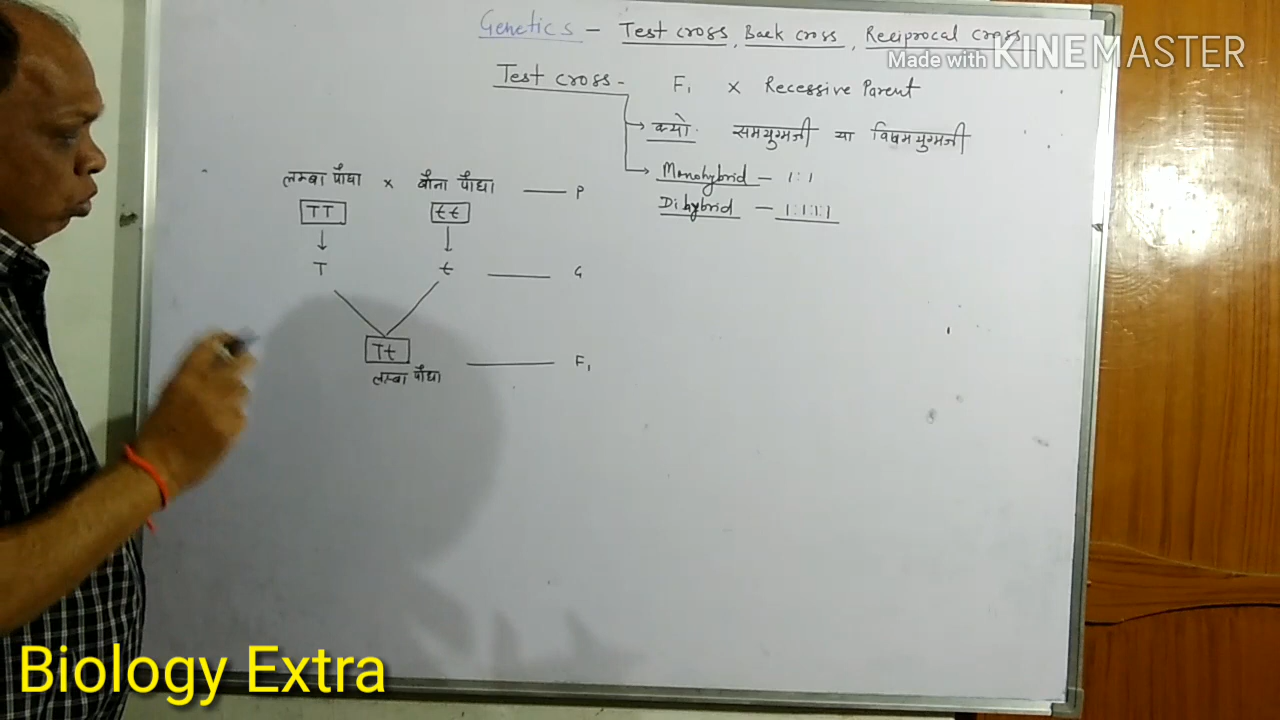 Genetics – Test cross, Back cross, Reciprocal cross
Made with KINEMASTER
Test cross - F₁ × Recessive Parent
क्यो. समयुग्मजी या विषमयुग्मजी
Monohybrid – 1:1
Dihybrid – 1:1:1:1
लम्बा पौधा × बौना पौधा — P
TT tt
T t — G
Tt — F₁
लम्बा पौधा
Biology Extra